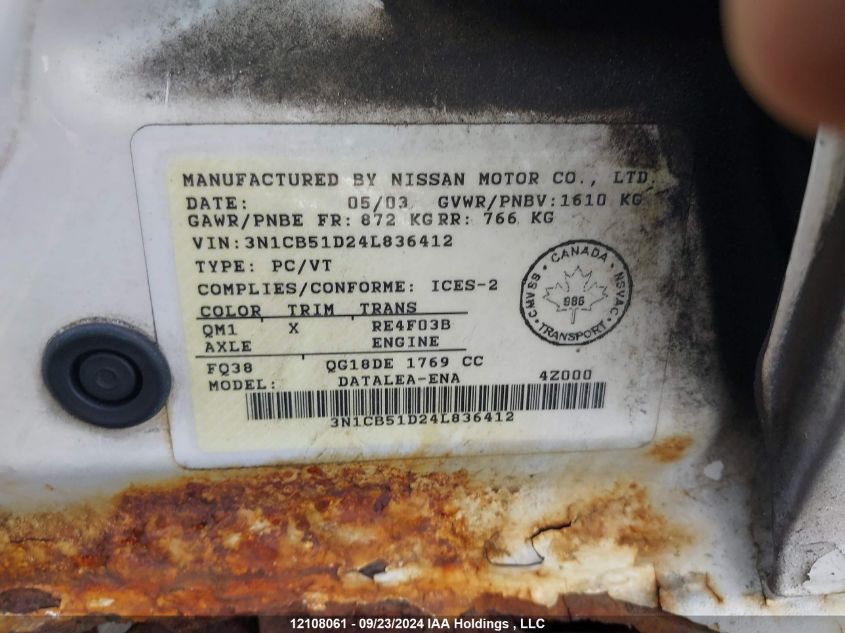 MANUFACTURED BY NISSAN MOTOR CO., LTD.
DATE: 05/03 GVWR/PNBV:1610 KG
GAWR/PNBE FR: 872 KG RR: 766 KG
VIN:3N1CB51D24L836412
TYPE: PC/VT
COMPLIES/CONFORME: ICES-2
COLOR TRIM TRANS
QM1 X RE4F03B
AXLE ENGINE
FQ38 QG18DE 1769 CC
MODEL: DATALEA-ENA 4Z000
3N1CB51D24L836412
CANADA
CMVSS
NSVAC
TRANSPORT
986
12108061 - 09/23/2024 IAA Holdings , LLC